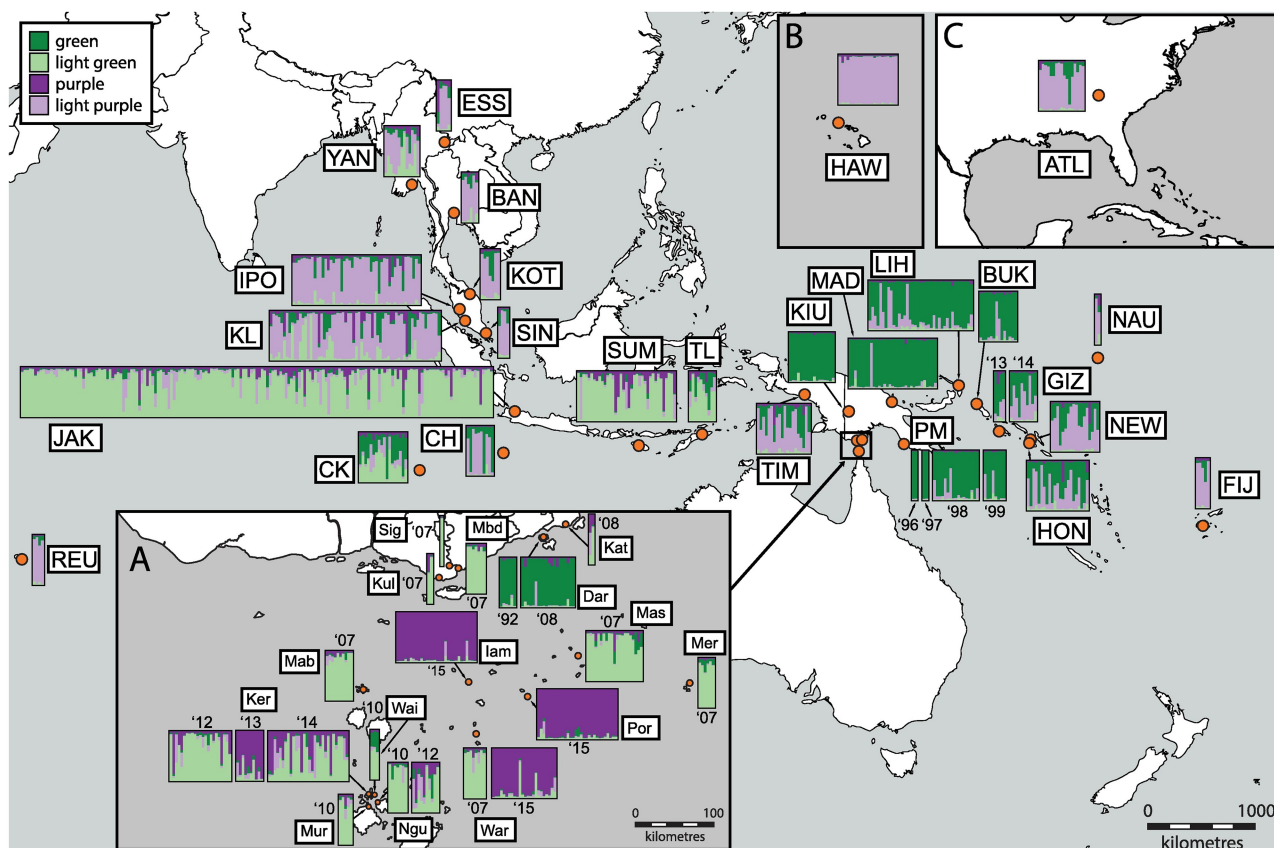 green
light green
purple
light purple
B
C
ESS
YAN
BAN
HAW
ATL
IPO
KOT
MAD
LIH
BUK
KL
SIN
KIU
NAU
SUM
TL
'13
'14
GIZ
JAK
CK
CH
TIM
PM
NEW
'96
'97
'98
'99
HON
FIJ
REU
A
Sig
'07
Mbd
'08
Kat
Kul
'07
'07
'92
'08
Dar
'07
Mas
Mer
Mab
'07
Iam
'15
Ker
'10
Wai
Por
'07
'12
'13
'14
'15
'10
'12
'10
Mur
Ngu
'07
'15
War
0
100
kilometres
0
1000
kilometres